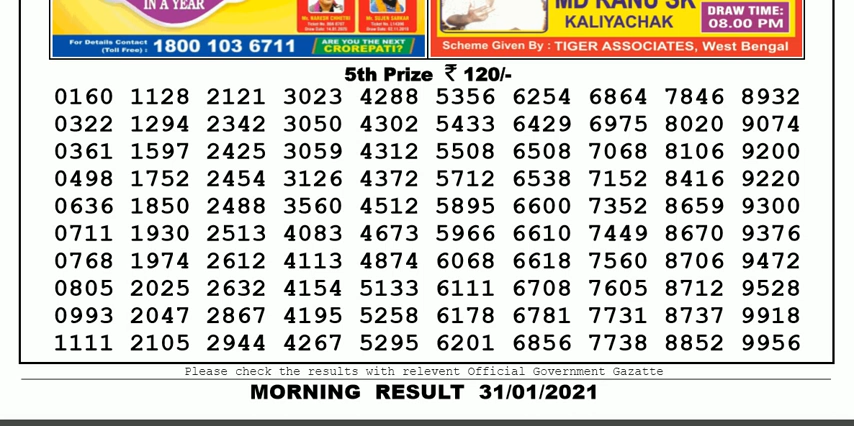 IN A YEAR
Mr. RAKESH CHHETRI
Mr. SUJEN SARKAR
For Details Contact (Toll Free) : 1800 103 6711
ARE YOU THE NEXT CROREPATI?
MD RANU SK
KALIYACHAK
DRAW TIME:
08.00 PM
Scheme Given By : TIGER ASSOCIATES, West Bengal
5th Prize ₹ 120/-
0160 1128 2121 3023 4288 5356 6254 6864 7846 8932
0322 1294 2342 3050 4302 5433 6429 6975 8020 9074
0361 1597 2425 3059 4312 5508 6508 7068 8106 9200
0498 1752 2454 3126 4372 5712 6538 7152 8416 9220
0636 1850 2488 3560 4512 5895 6600 7352 8659 9300
0711 1930 2513 4083 4673 5966 6610 7449 8670 9376
0768 1974 2612 4113 4874 6068 6618 7560 8706 9472
0805 2025 2632 4154 5133 6111 6708 7605 8712 9528
0993 2047 2867 4195 5258 6178 6781 7731 8737 9918
1111 2105 2944 4267 5295 6201 6856 7738 8852 9956
Please check the results with relevent Official Government Gazatte
MORNING RESULT 31/01/2021